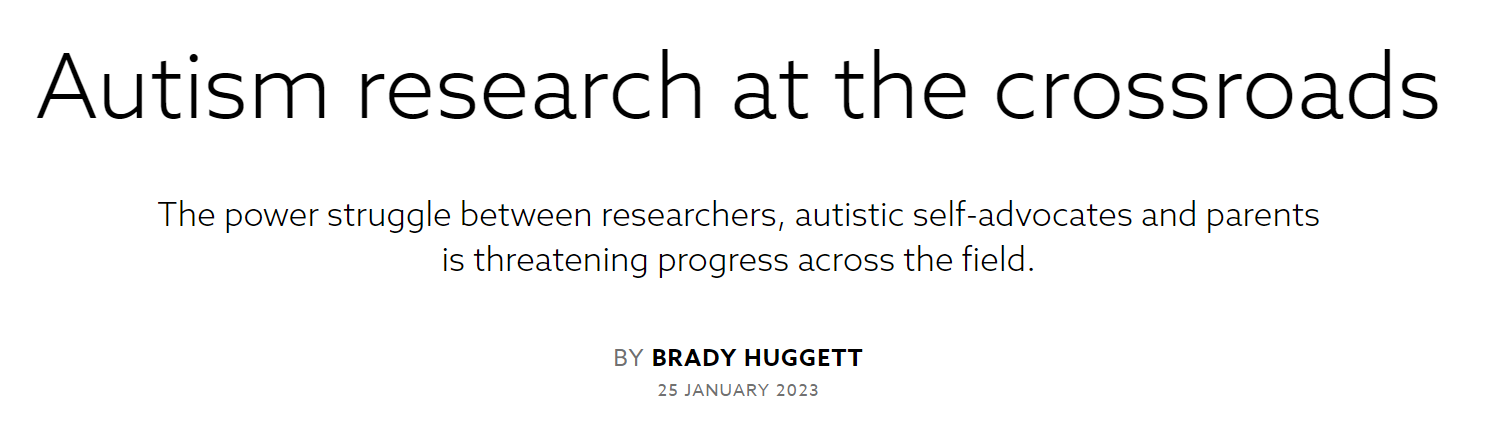 Autism research at the crossroads
The power struggle between researchers, autistic self-advocates and parents
is threatening progress across the field.
BY BRADY HUGGETT
25 JANUARY 2023